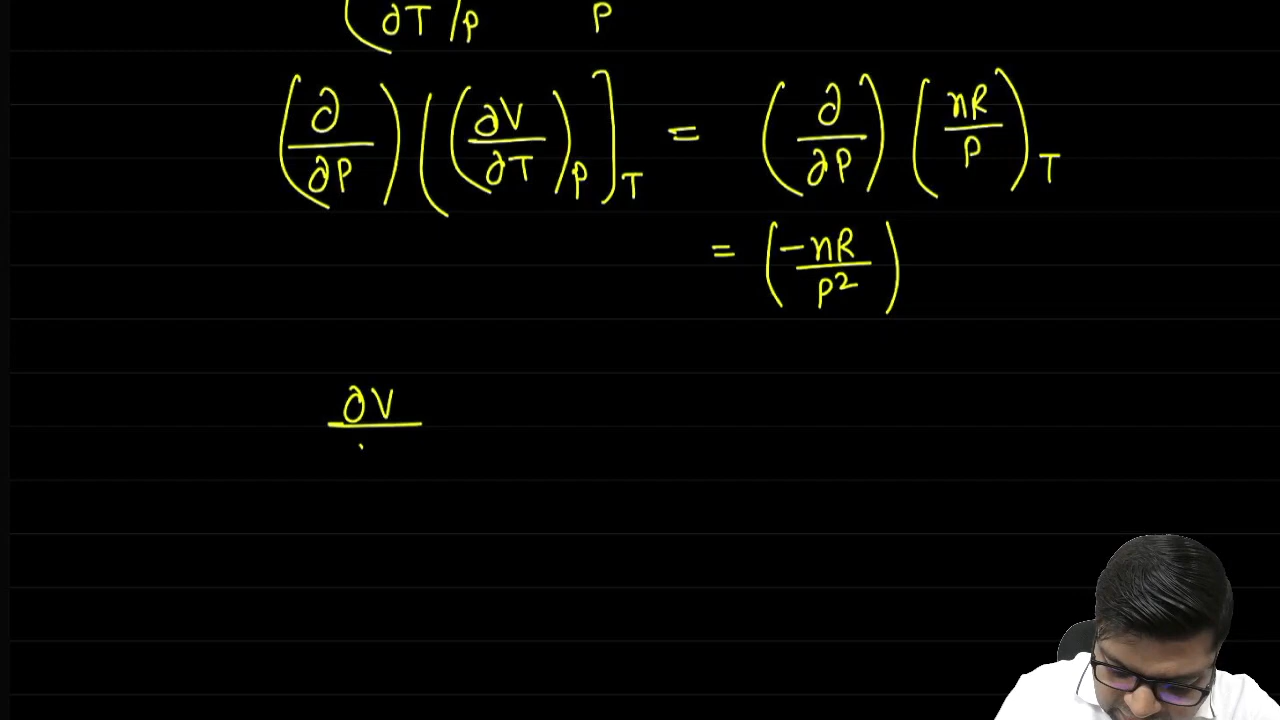 (∂T)P P
(∂/∂P) [(∂V/∂T)P]T = (∂/∂P) (nR/P)T
= (-nR/P²)
∂V